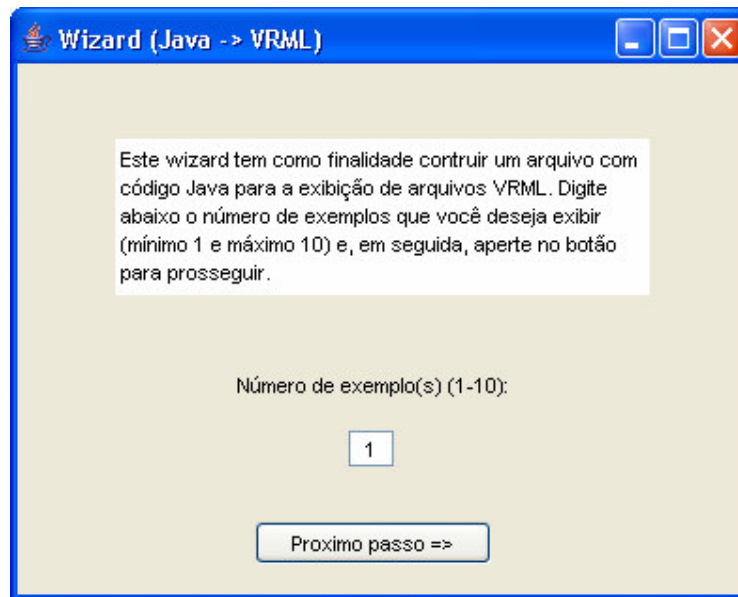 Wizard (Java -> VRML)
Este wizard tem como finalidade contruir um arquivo com
código Java para a exibição de arquivos VRML. Digite
abaixo o número de exemplos que você deseja exibir
(mínimo 1 e máximo 10) e, em seguida, aperte no botão
para prosseguir.
Número de exemplo(s) (1-10):
1
Proximo passo =>